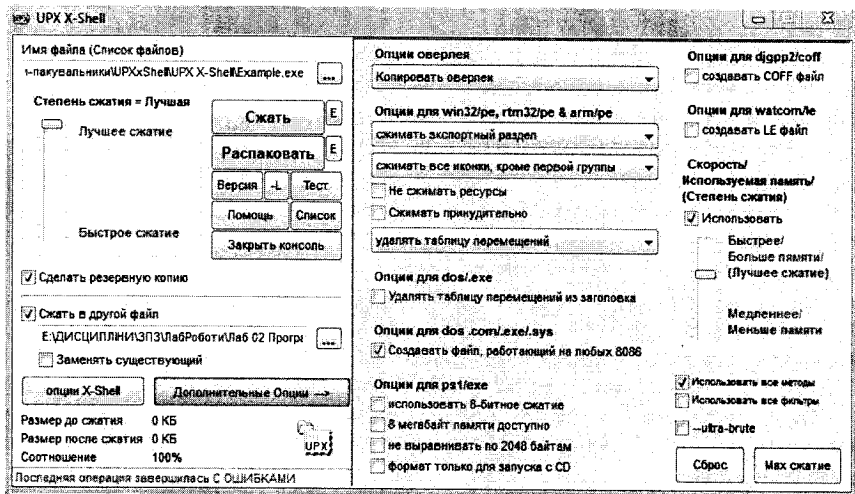 UPX X-Shell
Имя файла (Список файлов)
ı-пакувальники\UPXxShell\UPX X-Shell\Example.exe ...
Степень сжатия = Лучшая
Лучшее сжатие
Быстрое сжатие
Сжать E
Распаковать E
Версия -L Тест
Помощь Список
Закрыть консоль
Сделать резервную копию
Сжать в другой файл
E:\ДИСЦИПЛІНИ\ЗПЗ\ЛабРоботи\Лаб 02 Програ ...
Заменять существующий
опции X-Shell Дополнительные Опции -->
Размер до сжатия 0 КБ
Размер после сжатия 0 КБ
Соотношение 100%
UPX
Последняя операция завершилась С ОШИБКАМИ
Опции оверлея
Копировать оверлеи
Опции для win32/pe, rtm32/pe & arm/pe
сжимать экспортный раздел
сжимать все иконки, кроме первой группы
Не сжимать ресурсы
Сжимать принудительно
удалять таблицу перемещений
Опции для dos/.exe
Удалять таблицу перемещений из заголовка
Опции для dos .com/.exe/.sys
Создавать файл, работающий на любых 8086
Опции для ps1/exe
использовать 8-битное сжатие
8 мегабайт памяти доступно
не выравнивать по 2048 байтам
формат только для запуска с CD
Опции для djgpp2/coff
создавать COFF файл
Опции для watcom/le
создавать LE файл
Скорость/
Используемая память/
(Степень сжатия)
Использовать
Быстрее/
Больше памяти/
(Лучшее сжатие)
Медленнее/
Меньше памяти
Использовать все методы
Использовать все фильтры
--ultra-brute
Сброс Max сжатие